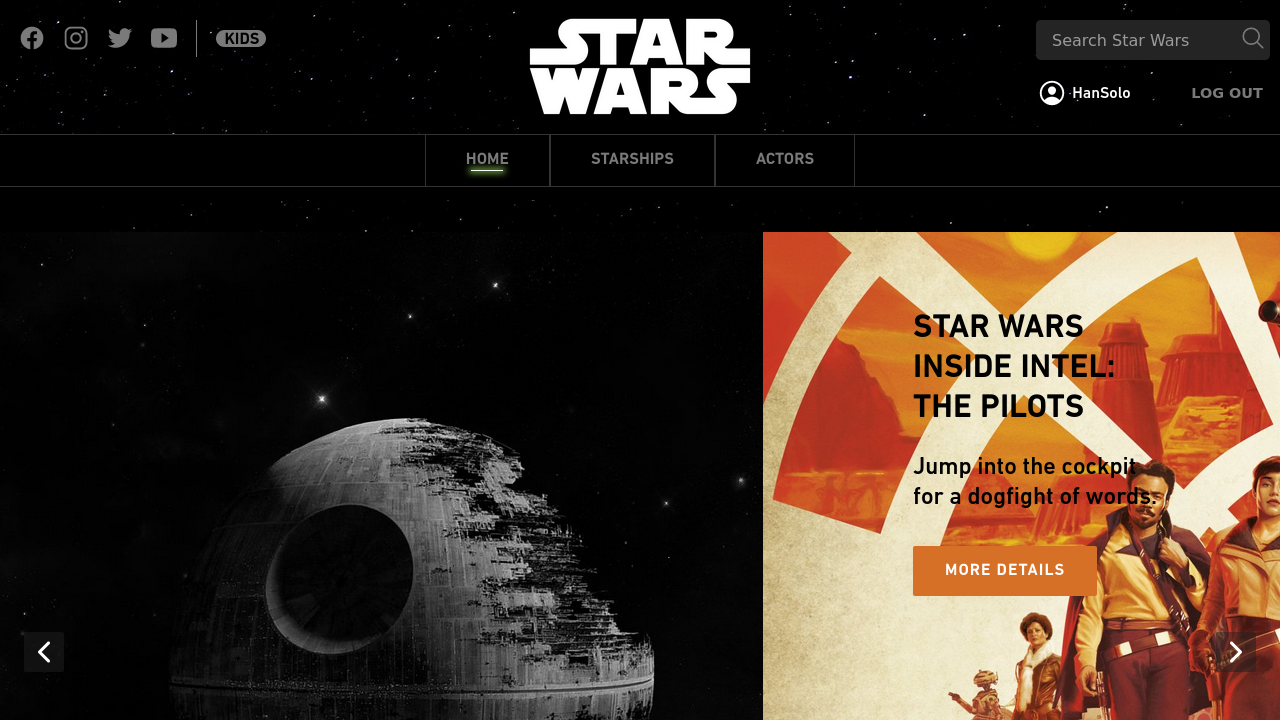 KIDS
STAR
WARS
Search Star Wars
HanSolo
LOG OUT
HOME
STARSHIPS
ACTORS
STAR WARS
INSIDE INTEL:
THE PILOTS
Jump into the cockpit
for a dogfight of words.
MORE DETAILS